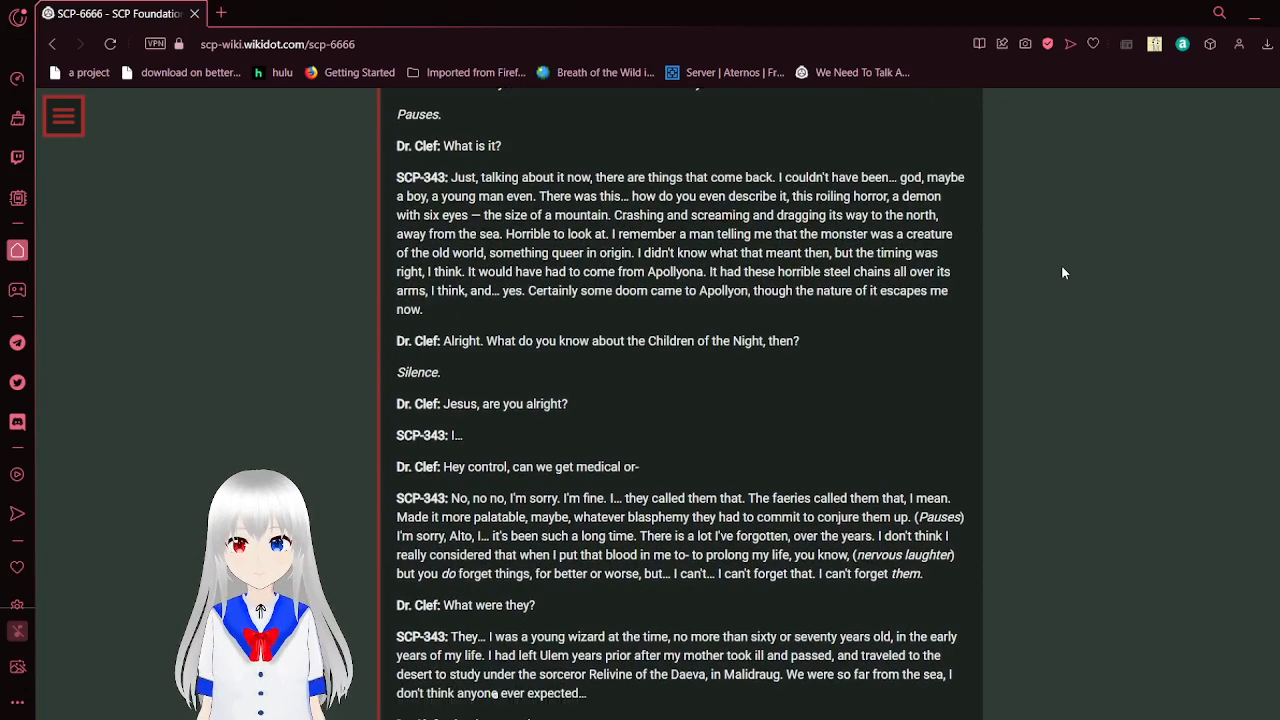 SCP-6666 - SCP Foundation
VPN
scp-wiki.wikidot.com/scp-6666
a project
download on better...
hulu
Getting Started
Imported from Firef...
Breath of the Wild i...
Server | Aternos | Fr...
We Need To Talk A...
Pauses.
Dr. Clef: What is it?
SCP-343: Just, talking about it now, there are things that come back. I couldn't have been… god, maybe
a boy, a young man even. There was this… how do you even describe it, this roiling horror, a demon
with six eyes — the size of a mountain. Crashing and screaming and dragging its way to the north,
away from the sea. Horrible to look at. I remember a man telling me that the monster was a creature
of the old world, something queer in origin. I didn't know what that meant then, but the timing was
right, I think. It would have had to come from Apollyona. It had these horrible steel chains all over its
arms, I think, and… yes. Certainly some doom came to Apollyon, though the nature of it escapes me
now.
Dr. Clef: Alright. What do you know about the Children of the Night, then?
Silence.
Dr. Clef: Jesus, are you alright?
SCP-343: I…
Dr. Clef: Hey control, can we get medical or-
SCP-343: No, no no, I'm sorry. I'm fine. I… they called them that. The faeries called them that, I mean.
Made it more palatable, maybe, whatever blasphemy they had to commit to conjure them up. (Pauses)
I'm sorry, Alto, I… it's been such a long time. There is a lot I've forgotten, over the years. I don't think I
really considered that when I put that blood in me to- to prolong my life, you know, (nervous laughter)
but you do forget things, for better or worse, but… I can't… I can't forget that. I can't forget them.
Dr. Clef: What were they?
SCP-343: They… I was a young wizard at the time, no more than sixty or seventy years old, in the early
years of my life. I had left Ulem years prior after my mother took ill and passed, and traveled to the
desert to study under the sorceror Relivine of the Daeva, in Malidraug. We were so far from the sea, I
don't think anyone ever expected…